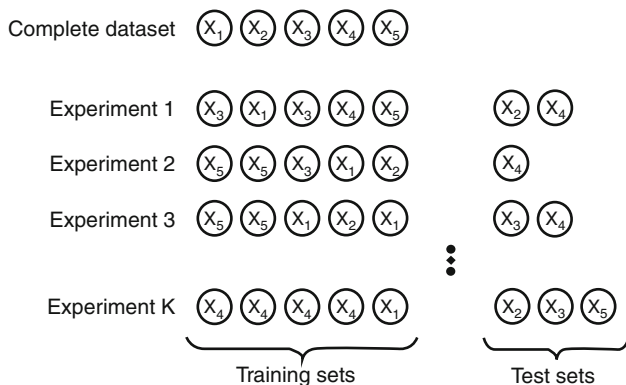 Complete dataset X1 X2 X3 X4 X5
Experiment 1 X3 X1 X3 X4 X5 X2 X4
Experiment 2 X5 X5 X3 X1 X2 X4
Experiment 3 X5 X5 X1 X2 X1 X3 X4
Experiment K X4 X4 X4 X4 X1 X2 X3 X5
Training sets Test sets